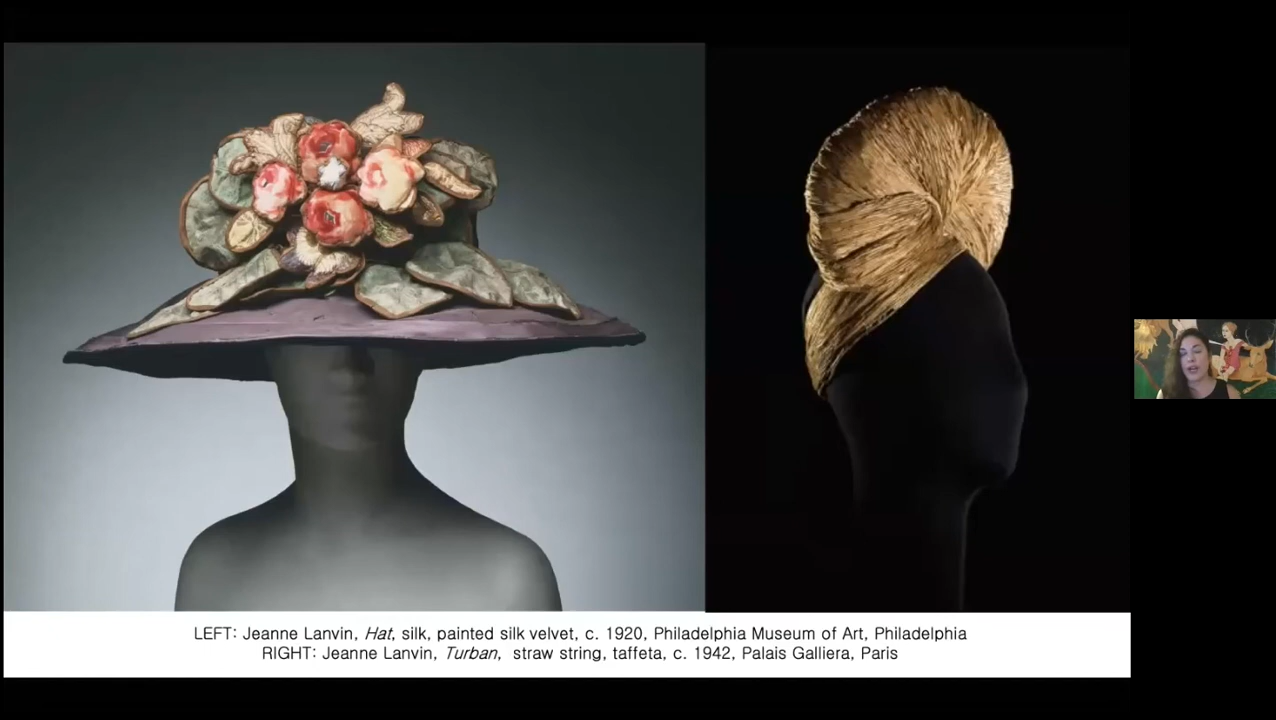 LEFT: Jeanne Lanvin, Hat, silk, painted silk velvet, c. 1920, Philadelphia Museum of Art, Philadelphia
RIGHT: Jeanne Lanvin, Turban, straw string, taffeta, c. 1942, Palais Galliera, Paris